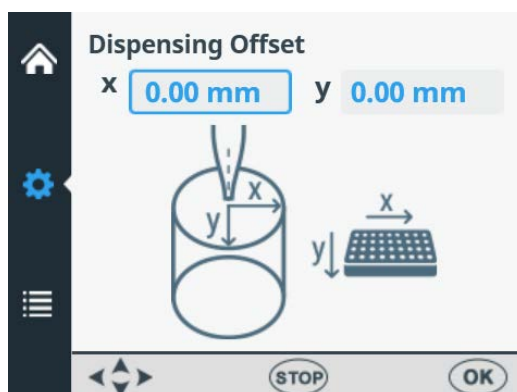 Dispensing Offset
x 0.00 mm y 0.00 mm
x
y
x
y
STOP OK